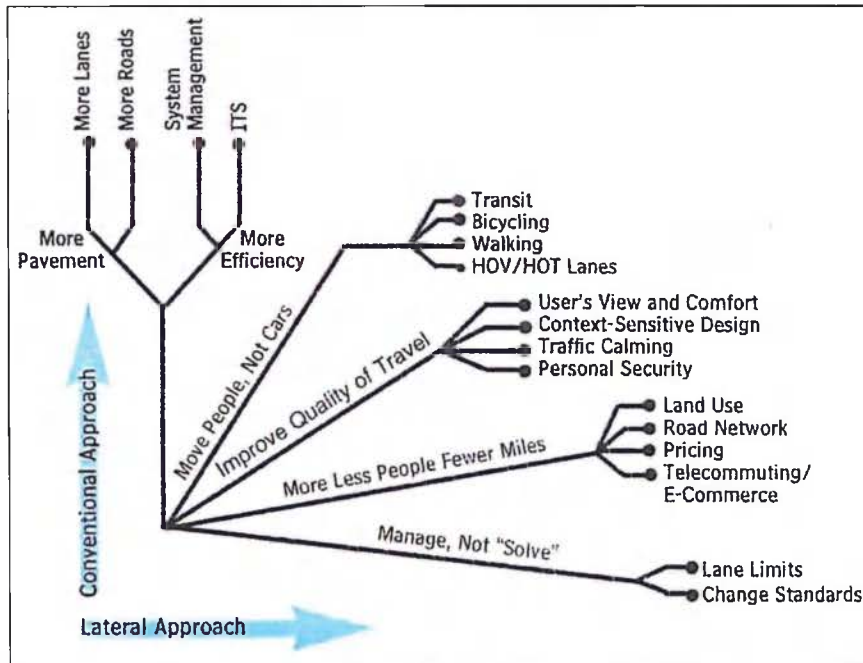 More Lanes
More Roads
System
Management
ITS
More
Pavement
More
Efficiency
Move People, Not Cars
Transit
Bicycling
Walking
HOV/HOT Lanes
Improve Quality of Travel
User's View and Comfort
Context-Sensitive Design
Traffic Calming
Personal Security
More Less People Fewer Miles
Land Use
Road Network
Pricing
Telecommuting/
E-Commerce
Manage, Not "Solve"
Lane Limits
Change Standards
Conventional Approach
Lateral Approach